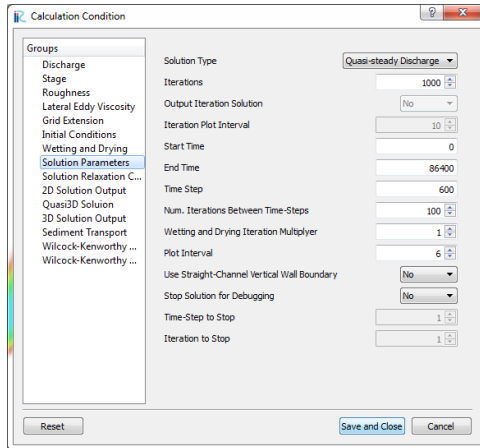 Calculation Condition
Groups
Discharge
Stage
Roughness
Lateral Eddy Viscosity
Grid Extension
Initial Conditions
Wetting and Drying
Solution Parameters
Solution Relaxation C...
2D Solution Output
Quasi3D Soluion
3D Solution Output
Sediment Transport
Wilcock-Kenworthy ...
Wilcock-Kenworthy ...
Solution Type Quasi-steady Discharge
Iterations 1000
Output Iteration Solution No
Iteration Plot Interval 10
Start Time 0
End Time 86400
Time Step 600
Num. Iterations Between Time-Steps 100
Wetting and Drying Iteration Multiplyer 1
Plot Interval 6
Use Straight-Channel Vertical Wall Boundary No
Stop Solution for Debugging No
Time-Step to Stop 1
Iteration to Stop 1
Reset Save and Close Cancel